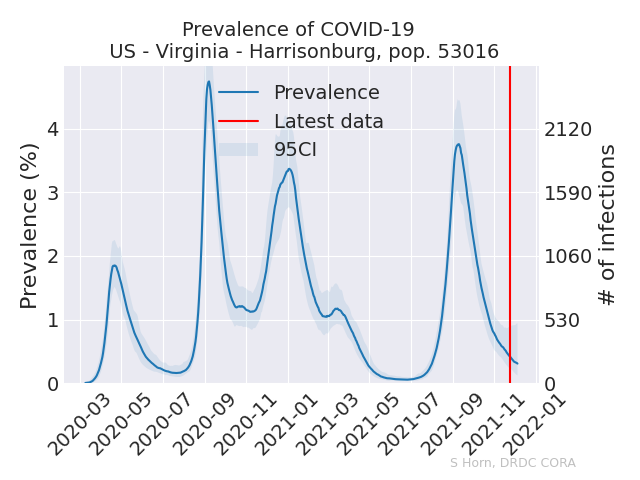 Prevalence of COVID-19
US - Virginia - Harrisonburg, pop. 53016
Prevalence
Latest data
95CI
Prevalence (%)
4
3
2
1
0
2120
1590
1060
530
0
# of infections
2020-03
2020-05
2020-07
2020-09
2020-11
2021-01
2021-03
2021-05
2021-07
2021-09
2021-11
2022-01
S Horn, DRDC CORA